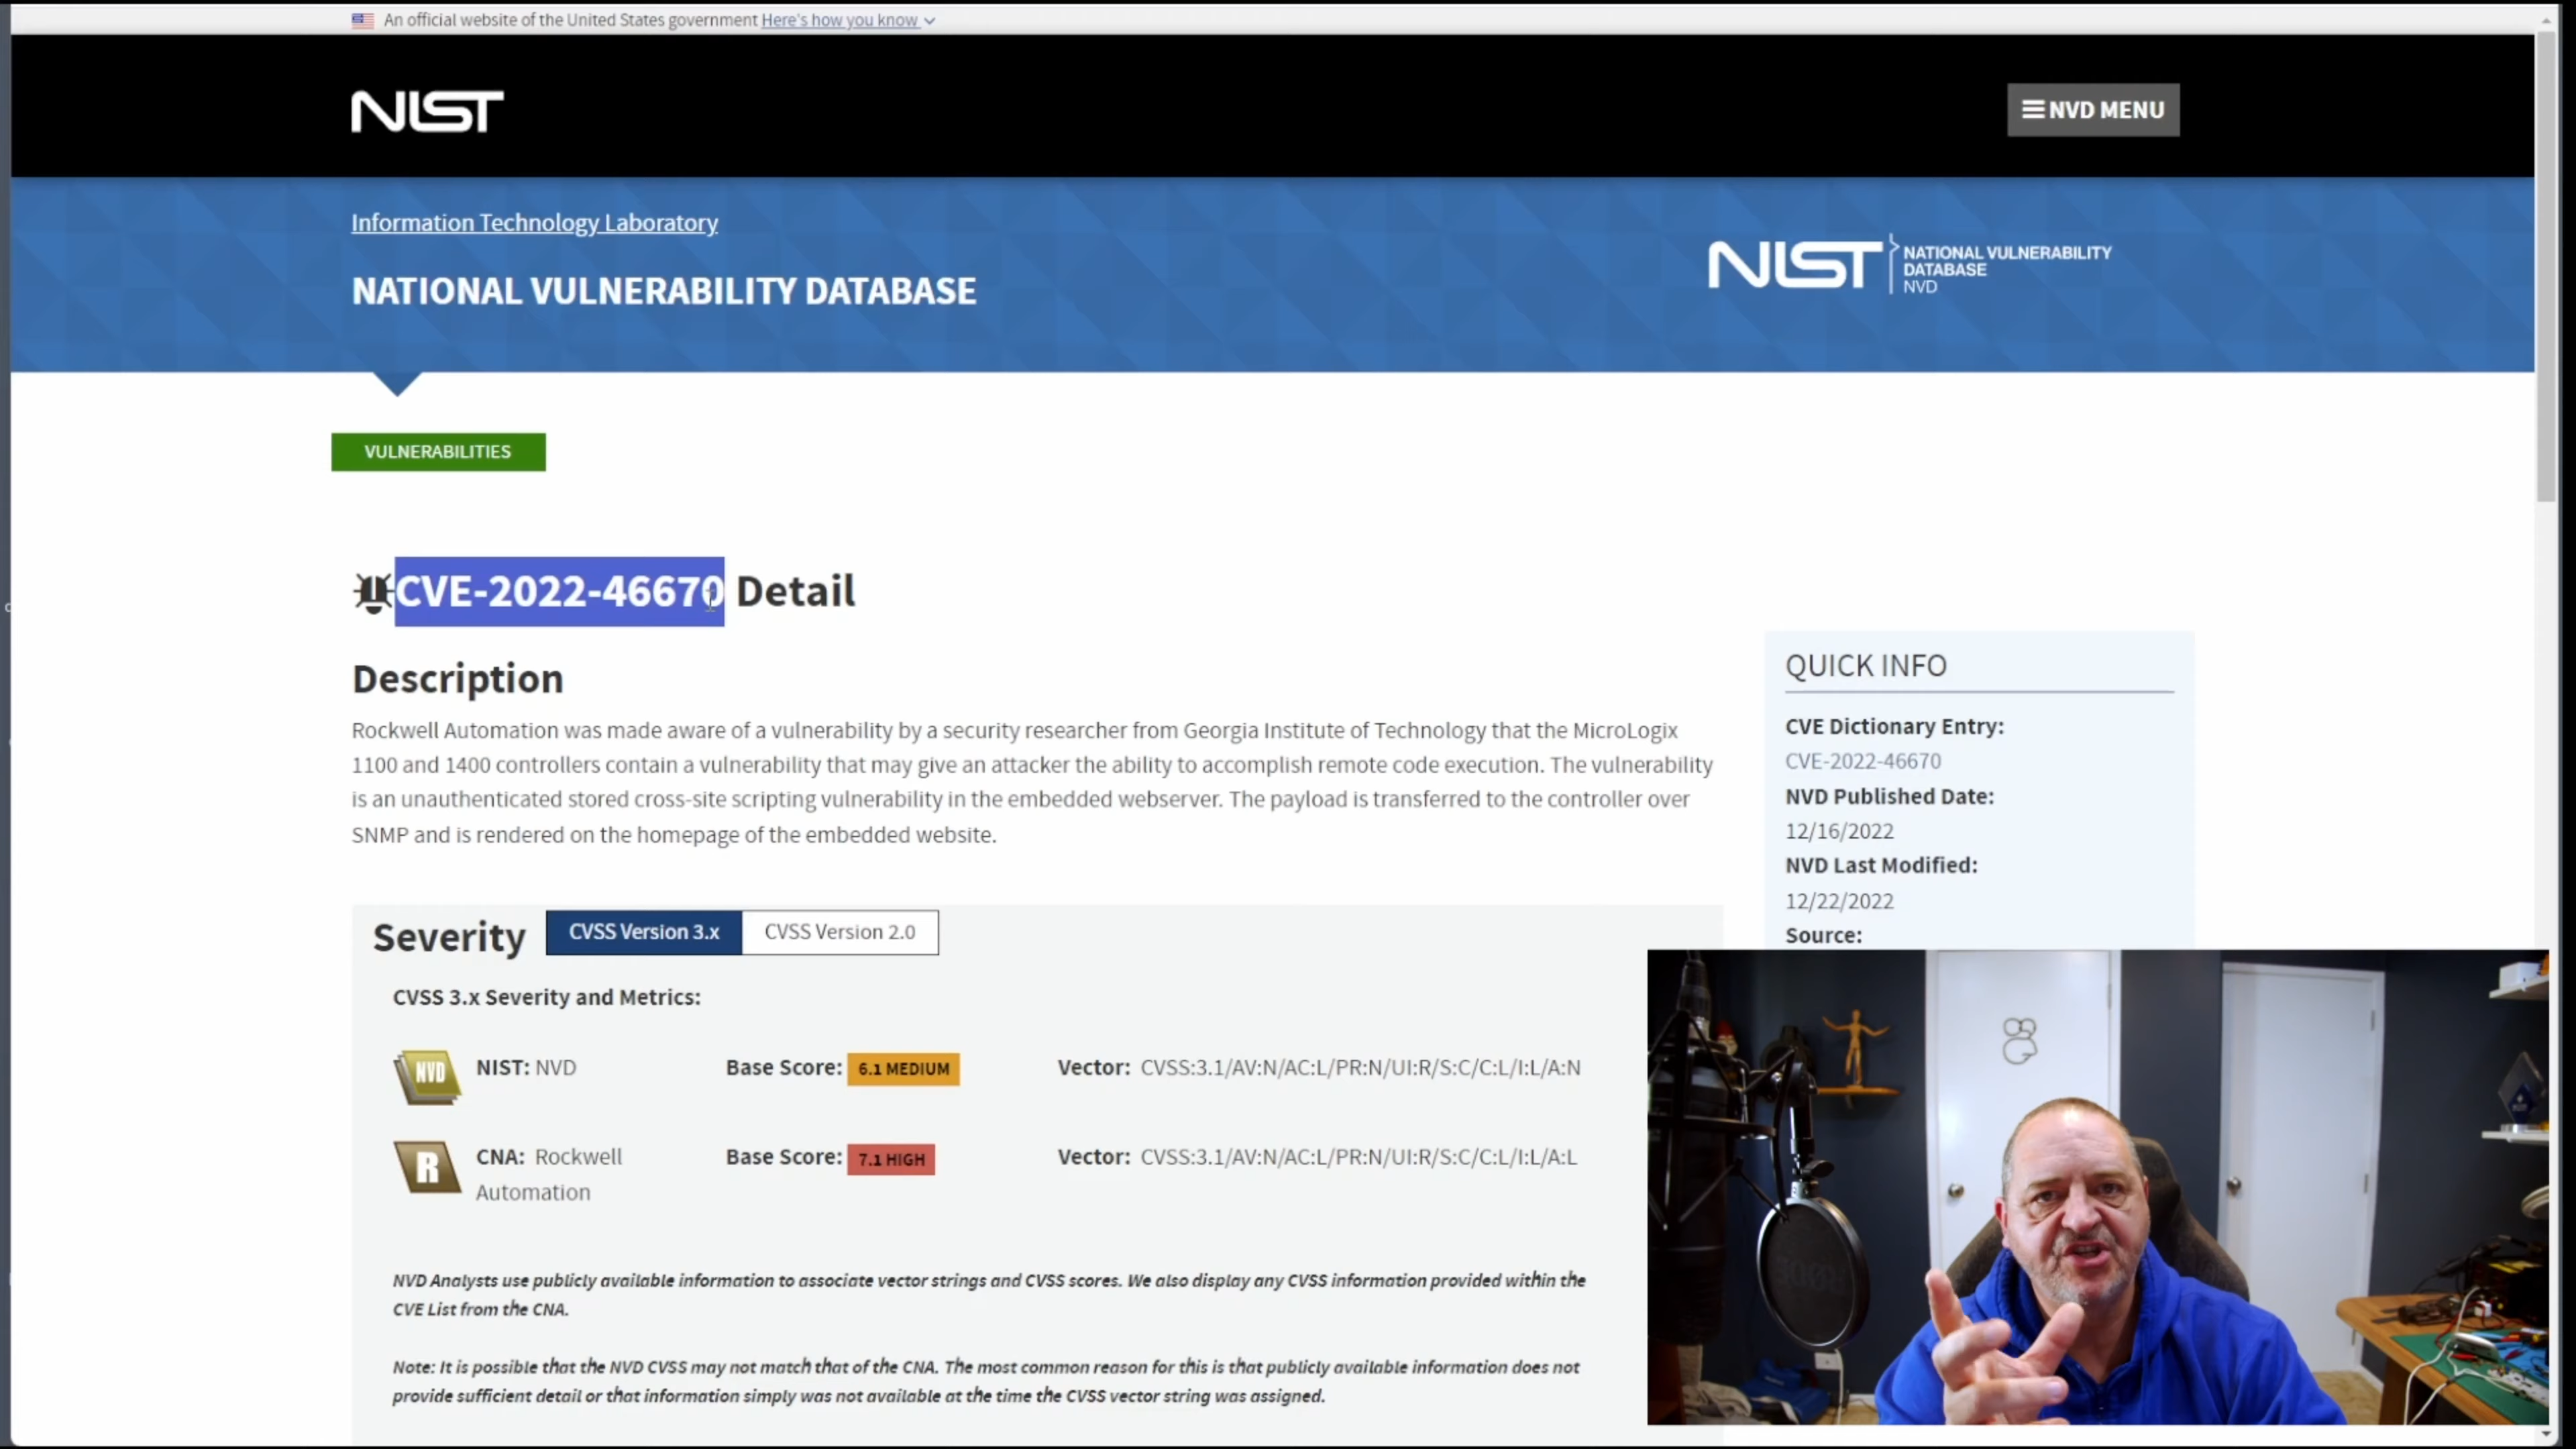 An official website of the United States government Here's how you know
NIST
NVD MENU
Information Technology Laboratory
NATIONAL VULNERABILITY DATABASE
NIST
NATIONAL VULNERABILITY
DATABASE
NVD
VULNERABILITIES
CVE-2022-46670 Detail
Description
Rockwell Automation was made aware of a vulnerability by a security researcher from Georgia Institute of Technology that the MicroLogix
1100 and 1400 controllers contain a vulnerability that may give an attacker the ability to accomplish remote code execution. The vulnerability
is an unauthenticated stored cross-site scripting vulnerability in the embedded webserver. The payload is transferred to the controller over
SNMP and is rendered on the homepage of the embedded website.
QUICK INFO
CVE Dictionary Entry:
CVE-2022-46670
NVD Published Date:
12/16/2022
NVD Last Modified:
12/22/2022
Source:
Severity
CVSS Version 3.x
CVSS Version 2.0
CVSS 3.x Severity and Metrics:
NVD
NIST: NVD
Base Score: 6.1 MEDIUM
Vector: CVSS:3.1/AV:N/AC:L/PR:N/UI:R/S:C/C:L/I:L/A:N
R
CNA: Rockwell
Automation
Base Score: 7.1 HIGH
Vector: CVSS:3.1/AV:N/AC:L/PR:N/UI:R/S:C/C:L/I:L/A:L
NVD Analysts use publicly available information to associate vector strings and CVSS scores. We also display any CVSS information provided within the
CVE List from the CNA.
Note: It is possible that the NVD CVSS may not match that of the CNA. The most common reason for this is that publicly available information does not
provide sufficient detail or that information simply was not available at the time the CVSS vector string was assigned.